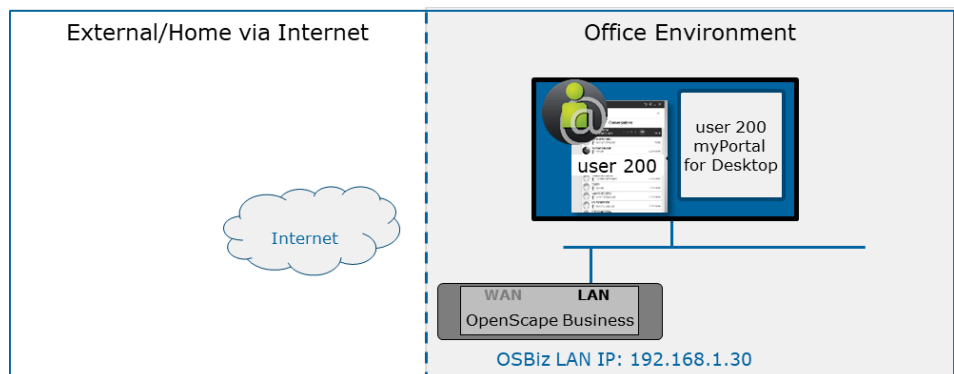 External/Home via Internet
Office Environment
@
user 200
user 200
myPortal
for Desktop
Internet
WAN LAN
OpenScape Business
OSBiz LAN IP: 192.168.1.30